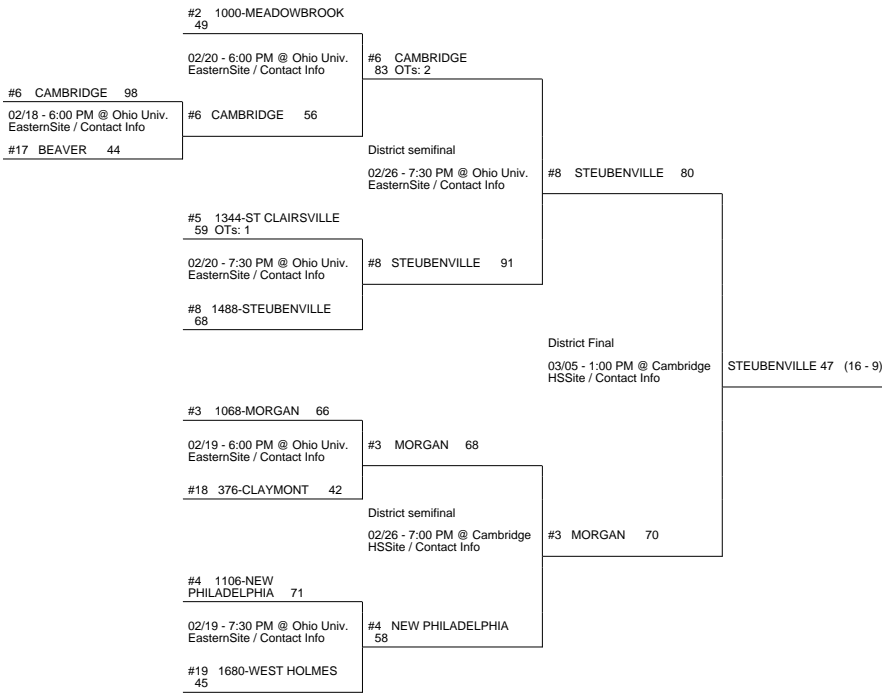 #2 1000-MEADOWBROOK
49
02/20 - 6:00 PM @ Ohio Univ.
EasternSite / Contact Info
#6 CAMBRIDGE
83 OTs: 2
#6 CAMBRIDGE 98
02/18 - 6:00 PM @ Ohio Univ.
EasternSite / Contact Info
#6 CAMBRIDGE 56
#17 BEAVER 44
District semifinal
02/26 - 7:30 PM @ Ohio Univ.
EasternSite / Contact Info
#8 STEUBENVILLE 80
#5 1344-ST CLAIRSVILLE
59 OTs: 1
02/20 - 7:30 PM @ Ohio Univ.
EasternSite / Contact Info
#8 STEUBENVILLE 91
#8 1488-STEUBENVILLE
68
District Final
03/05 - 1:00 PM @ Cambridge
HSSite / Contact Info
STEUBENVILLE 47 (16 - 9)
#3 1068-MORGAN 66
02/19 - 6:00 PM @ Ohio Univ.
EasternSite / Contact Info
#3 MORGAN 68
#18 376-CLAYMONT 42
District semifinal
02/26 - 7:00 PM @ Cambridge
HSSite / Contact Info
#3 MORGAN 70
#4 1106-NEW
PHILADELPHIA 71
02/19 - 7:30 PM @ Ohio Univ.
EasternSite / Contact Info
#4 NEW PHILADELPHIA
58
#19 1680-WEST HOLMES
45